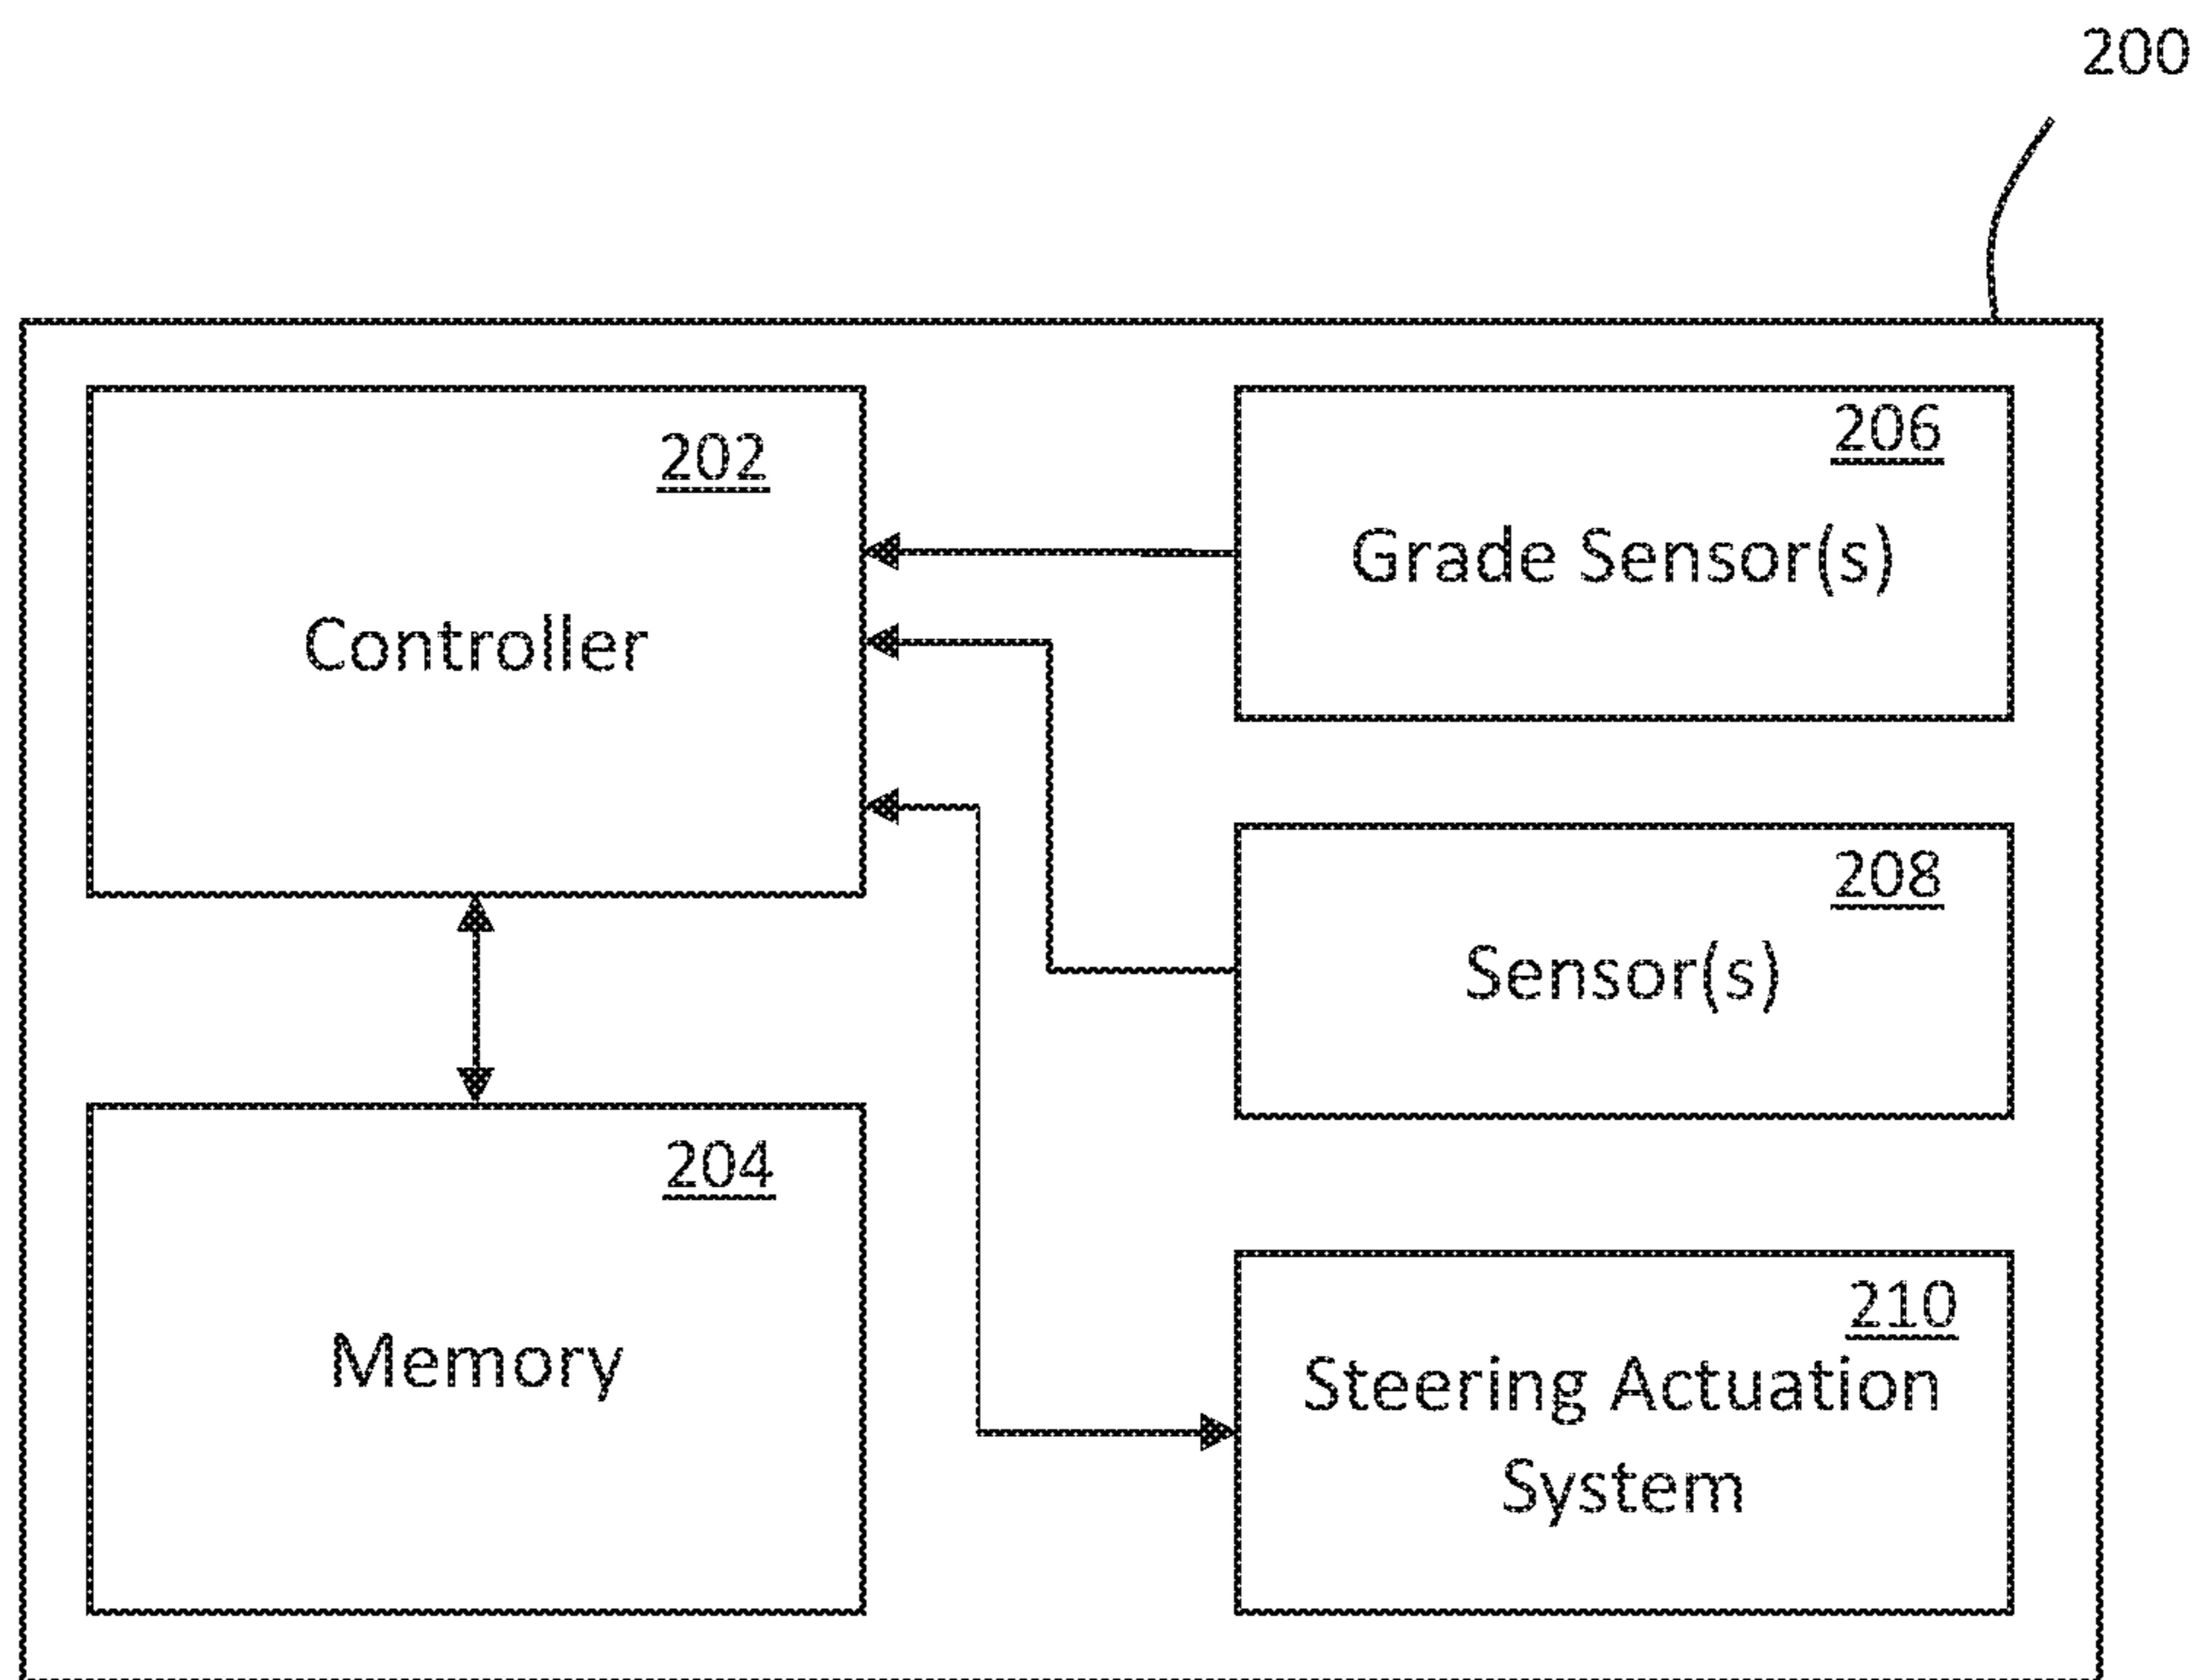 200
202
Controller
206
Grade Sensor(s)
208
Sensor(s)
204
Memory
210
Steering Actuation
System